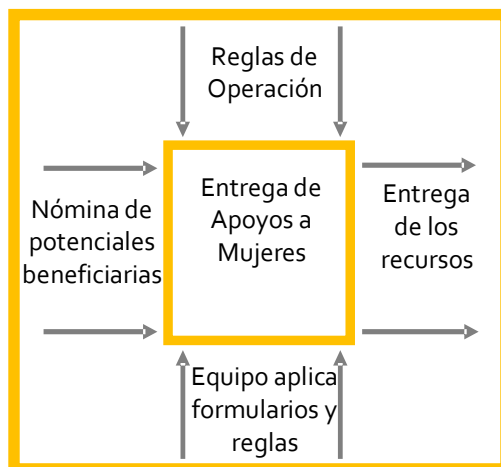 Reglas de
Operación
Nómina de
potenciales
beneficiarias
Entrega de
Apoyos a
Mujeres
Entrega
de los
recursos
Equipo aplica
formularios y
reglas